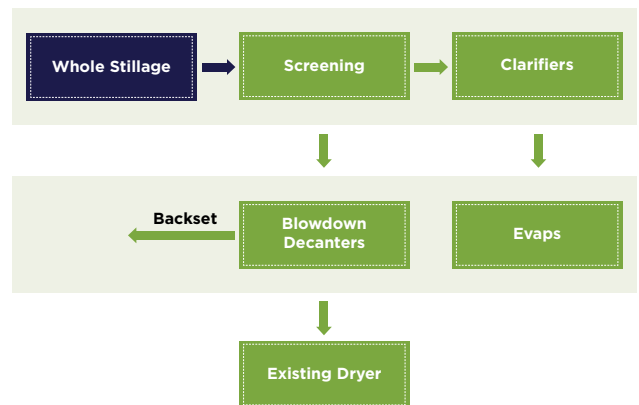 Whole Stillage
Screening
Clarifiers
Backset
Blowdown
Decanters
Evaps
Existing Dryer